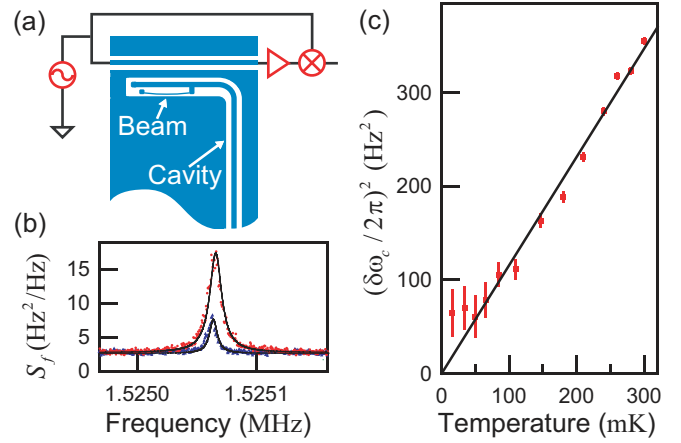 (a)
Beam
Cavity
(b)
S_f (Hz²/Hz)
15
10
5
0
1.5250
1.5251
Frequency (MHz)
(c)
(δω_c / 2π)² (Hz²)
300
200
100
0
0
100
200
300
Temperature (mK)